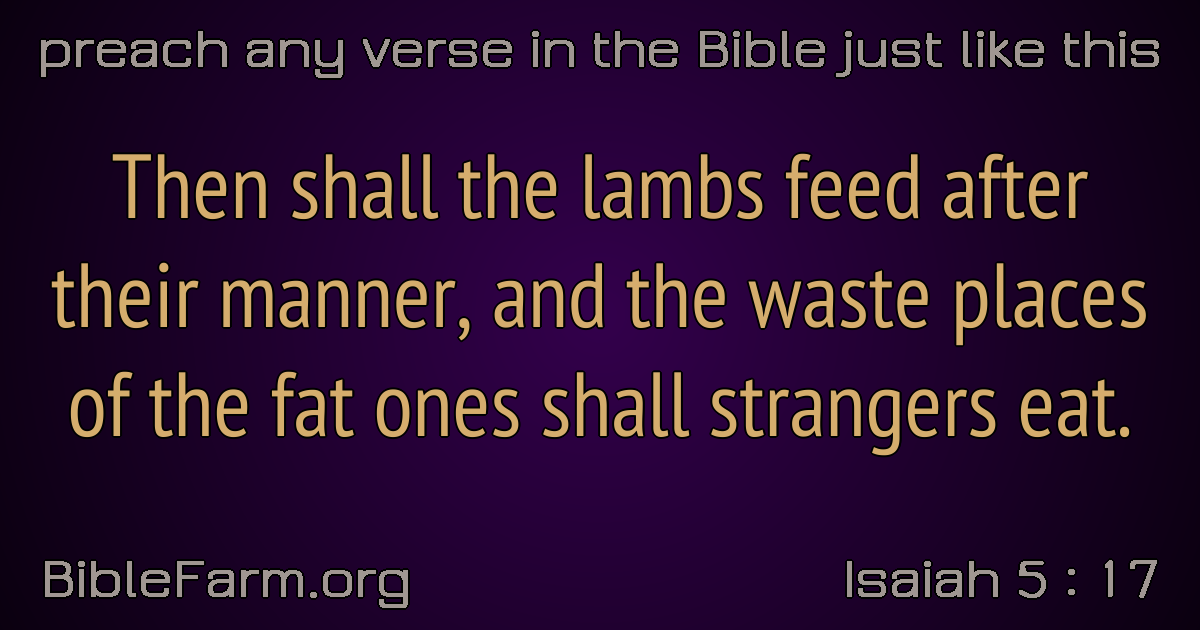 preach any verse in the Bible just like this
Then shall the lambs feed after
their manner, and the waste places
of the fat ones shall strangers eat.
BibleFarm.org
Isaiah 5 : 17